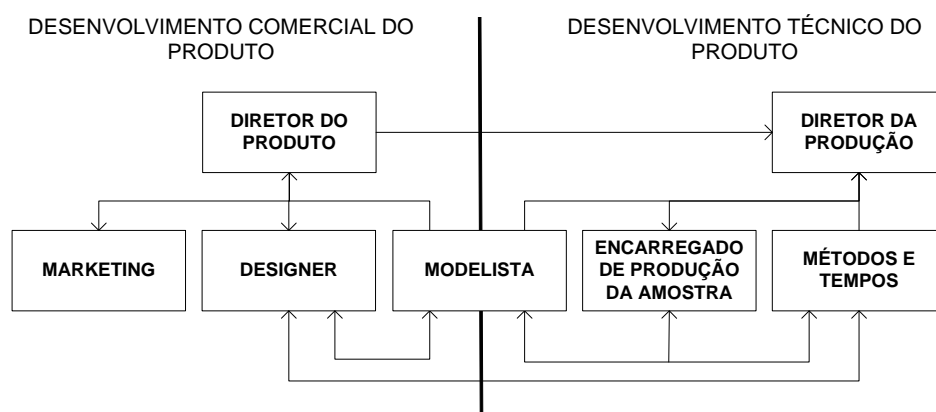 DESENVOLVIMENTO COMERCIAL DO
PRODUTO
DESENVOLVIMENTO TÉCNICO DO
PRODUTO
DIRETOR DO
PRODUTO
DIRETOR DA
PRODUÇÃO
MARKETING
DESIGNER
MODELISTA
ENCARREGADO
DE PRODUÇÃO
DA AMOSTRA
MÉTODOS E
TEMPOS